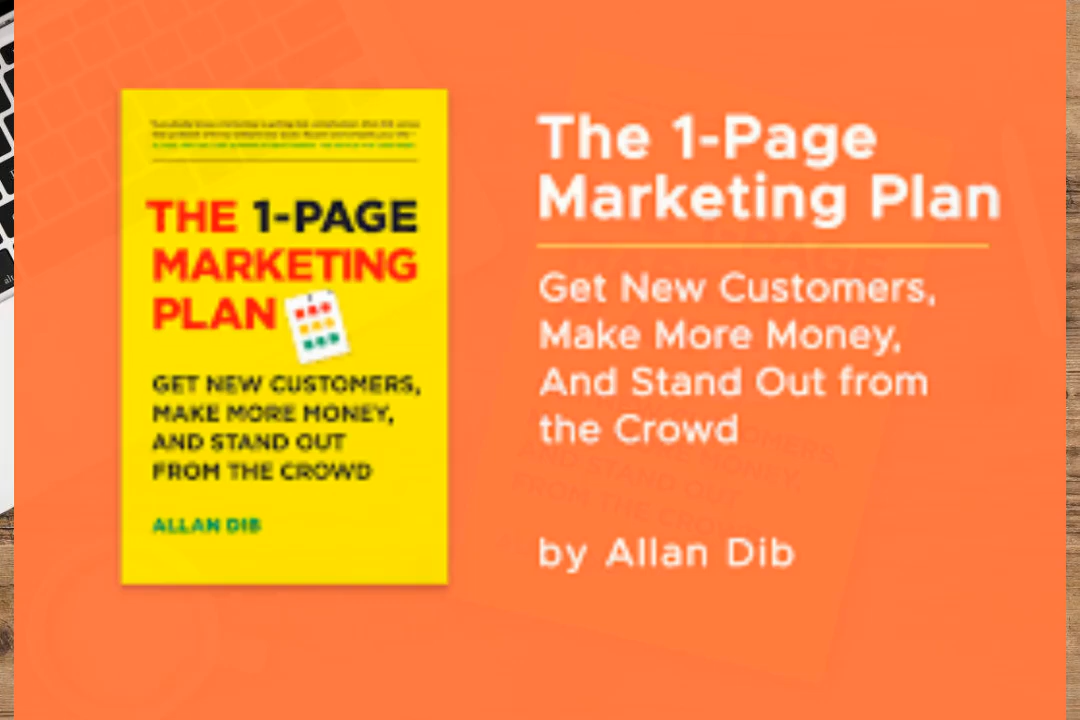 THE 1-PAGE
MARKETING
PLAN
GET NEW CUSTOMERS,
MAKE MORE MONEY,
AND STAND OUT
FROM THE CROWD
ALLAN DIB
The 1-Page
Marketing Plan
Get New Customers,
Make More Money,
And Stand Out from
the Crowd
by Allan Dib